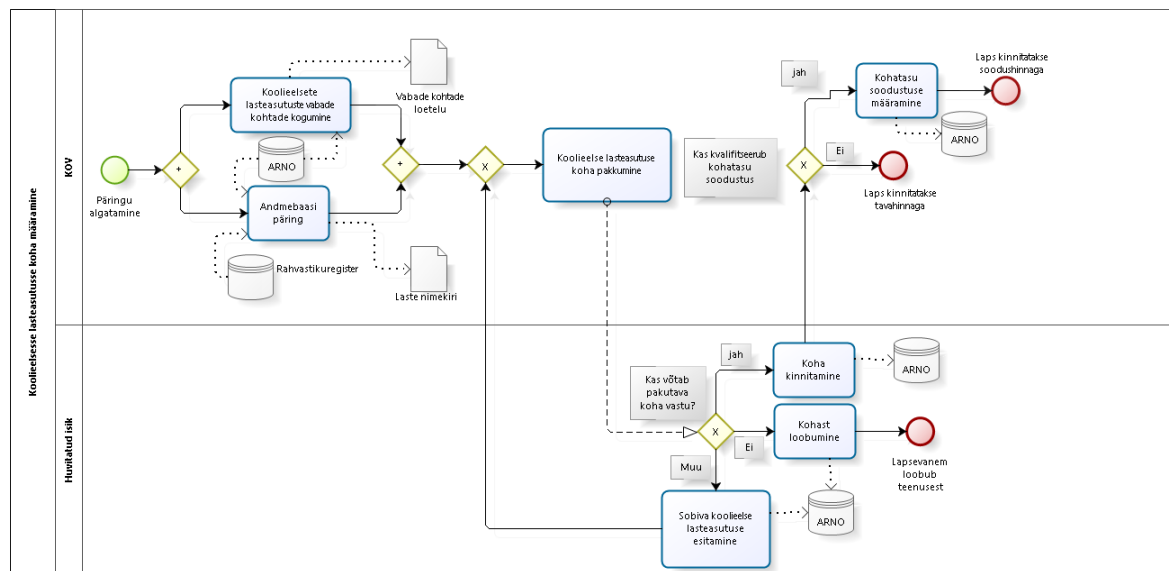 Koolieelsesse lasteasutusse koha määramine
KOV
Huvitatud isik
Päringu
algatamine
+
Koolieelsete
lasteasutuste vabade
kohtade kogumine
Vabade kohtade
loetelu
ARNO
Andmebaasi
päring
Rahvastikuregister
Laste nimekiri
+
X
Koolieelse lasteasutuse
koha pakkumine
Kas kvalifitseerub
kohatasu
soodustus
jah
X
Ei
Kohatasu
soodustuse
määramine
ARNO
Laps kinnitatakse
soodushinnaga
Laps kinnitatakse
tavahinnaga
Kas võtab
pakutava
koha vastu?
jah
X
Ei
Muu
Koha
kinnitamine
ARNO
Kohast
loobumine
Lapsevanem
loobub
teenusest
Sobiva koolieelse
lasteasutuse
esitamine
ARNO